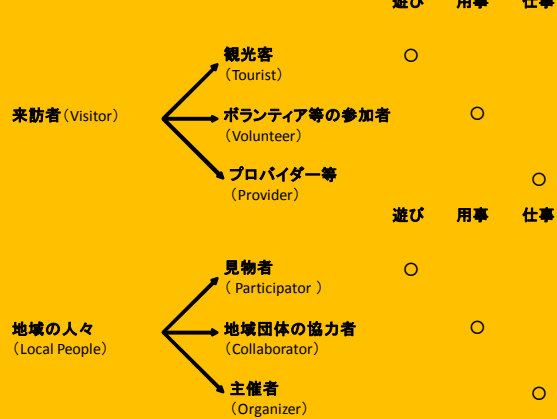 遊び 用事 仕事
観光客 ○
（Tourist）
来訪者（Visitor） ボランティア等の参加者 ○
（Volunteer）
プロバイダー等 ○
（Provider）
遊び 用事 仕事
見物者 ○
（ Participator ）
地域の人々 地域団体の協力者 ○
（Local People） （Collaborator）
主催者 ○
（Organizer）